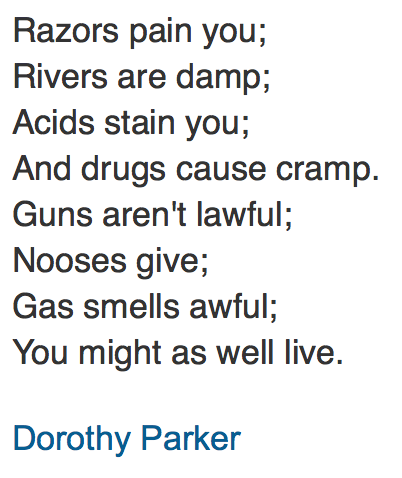 Razors pain you;
Rivers are damp;
Acids stain you;
And drugs cause cramp.
Guns aren't lawful;
Nooses give;
Gas smells awful;
You might as well live.
Dorothy Parker